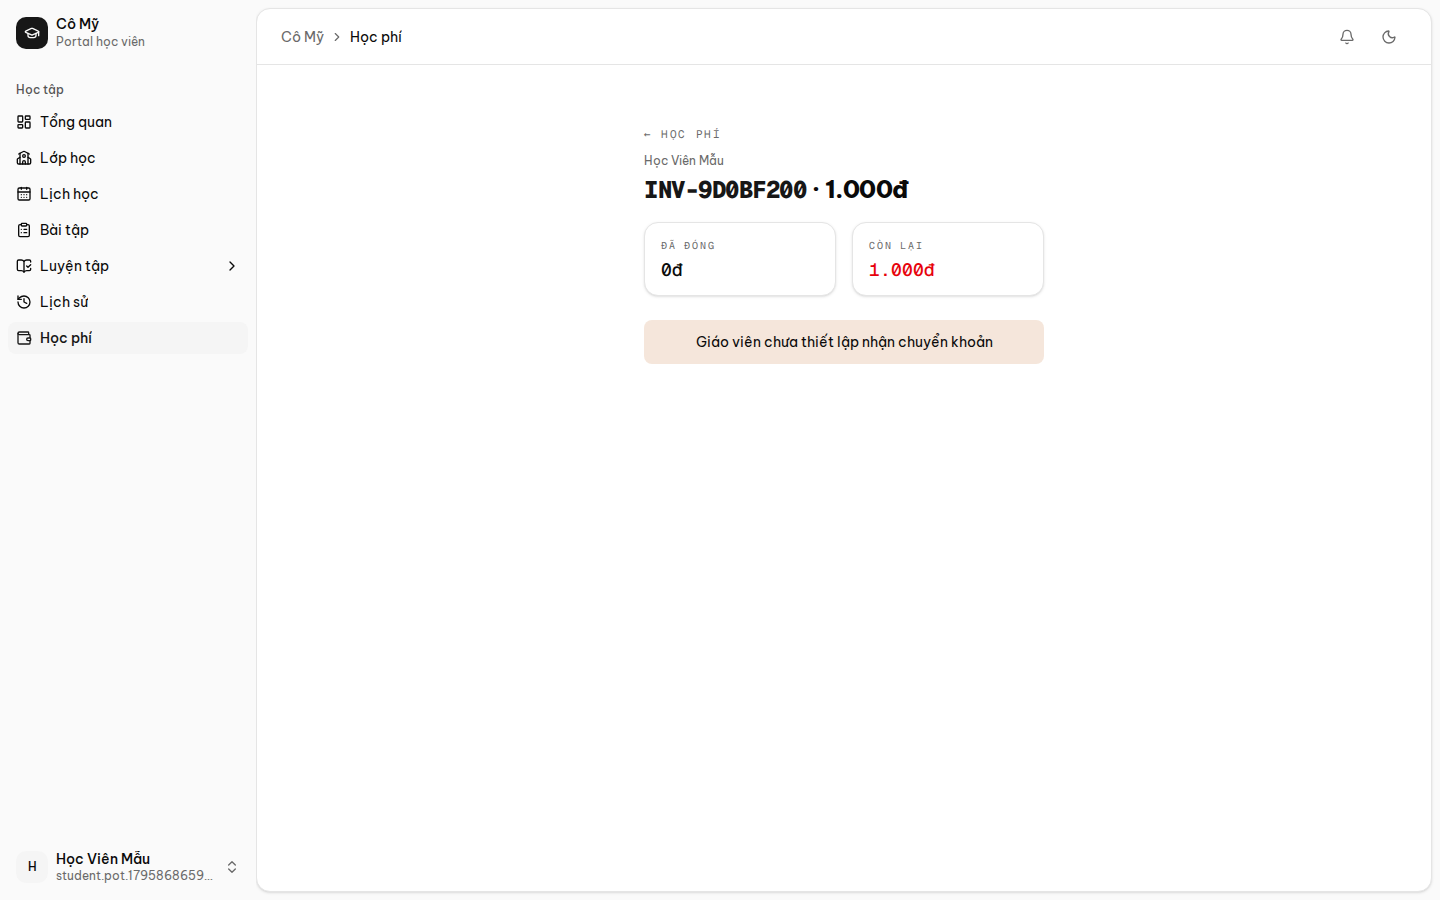 Cô Mỹ
Portal học viên
Học tập
Tổng quan
Lớp học
Lịch học
Bài tập
Luyện tập
Lịch sử
Học phí
H
Học Viên Mẫu
student.pot.1795868659...
Cô Mỹ > Học phí
← HỌC PHÍ
Học Viên Mẫu
INV-9D0BF200 · 1.000đ
ĐÃ ĐÓNG
0đ
CÒN LẠI
1.000đ
Giáo viên chưa thiết lập nhận chuyển khoản